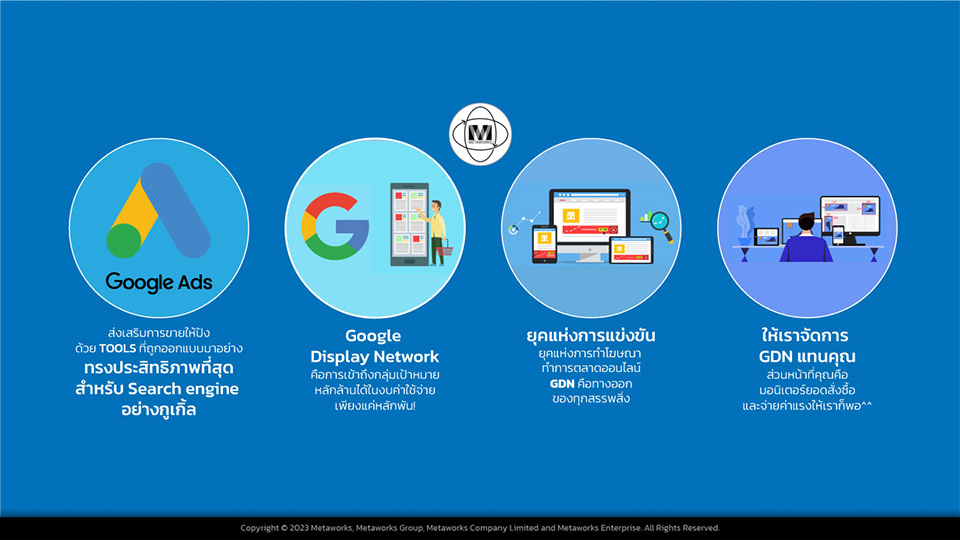 METAWORKS
Google Ads
ส่งเสริมการขายให้ปัง
ด้วย TOOLS ที่ถูกออกแบบมาอย่าง
ทรงประสิทธิภาพที่สุด
สำหรับ Search engine
อย่างกูเกิ้ล
Google
Display Network
คือการเข้าถึงกลุ่มเป้าหมาย
หลักล้านได้ในงบค่าใช้จ่าย
เพียงแค่หลักพัน!
ยุคแห่งการแข่งขัน
ยุคแห่งการทำโฆษณา
ทำการตลาดออนไลน์
GDN คือทางออก
ของทุกสรรพสิ่ง
ให้เราจัดการ
GDN แทนคุณ
ส่วนหน้าที่คุณคือ
มอนิเตอร์ยอดสั่งซื้อ
และจ่ายค่าแรงให้เราก็พอ^^
Copyright © 2023 Metaworks, Metaworks Group, Metaworks Company Limited and Metaworks Enterprise. All Rights Reserved.